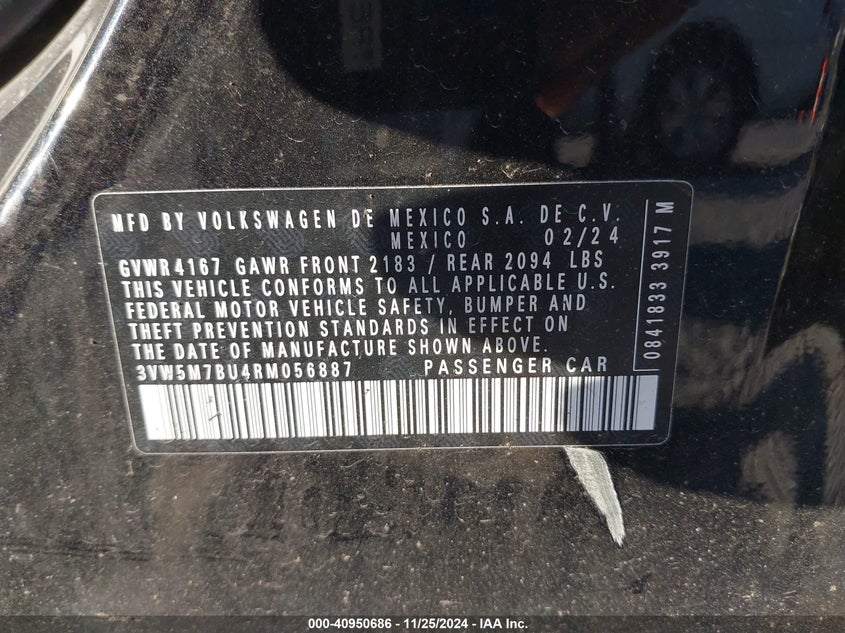 MFD BY VOLKSWAGEN DE MEXICO S.A. DE C.V.
MEXICO 02/24
GVWR4167 GAWR FRONT 2183 / REAR 2094 LBS
THIS VEHICLE CONFORMS TO ALL APPLICABLE U.S.
FEDERAL MOTOR VEHICLE SAFETY, BUMPER AND
THEFT PREVENTION STANDARDS IN EFFECT ON
THE DATE OF MANUFACTURE SHOWN ABOVE.
3VW5M7BU4RM056887 PASSENGER CAR
0841833 3917 M
000-40950686 - 11/25/2024 - IAA Inc.